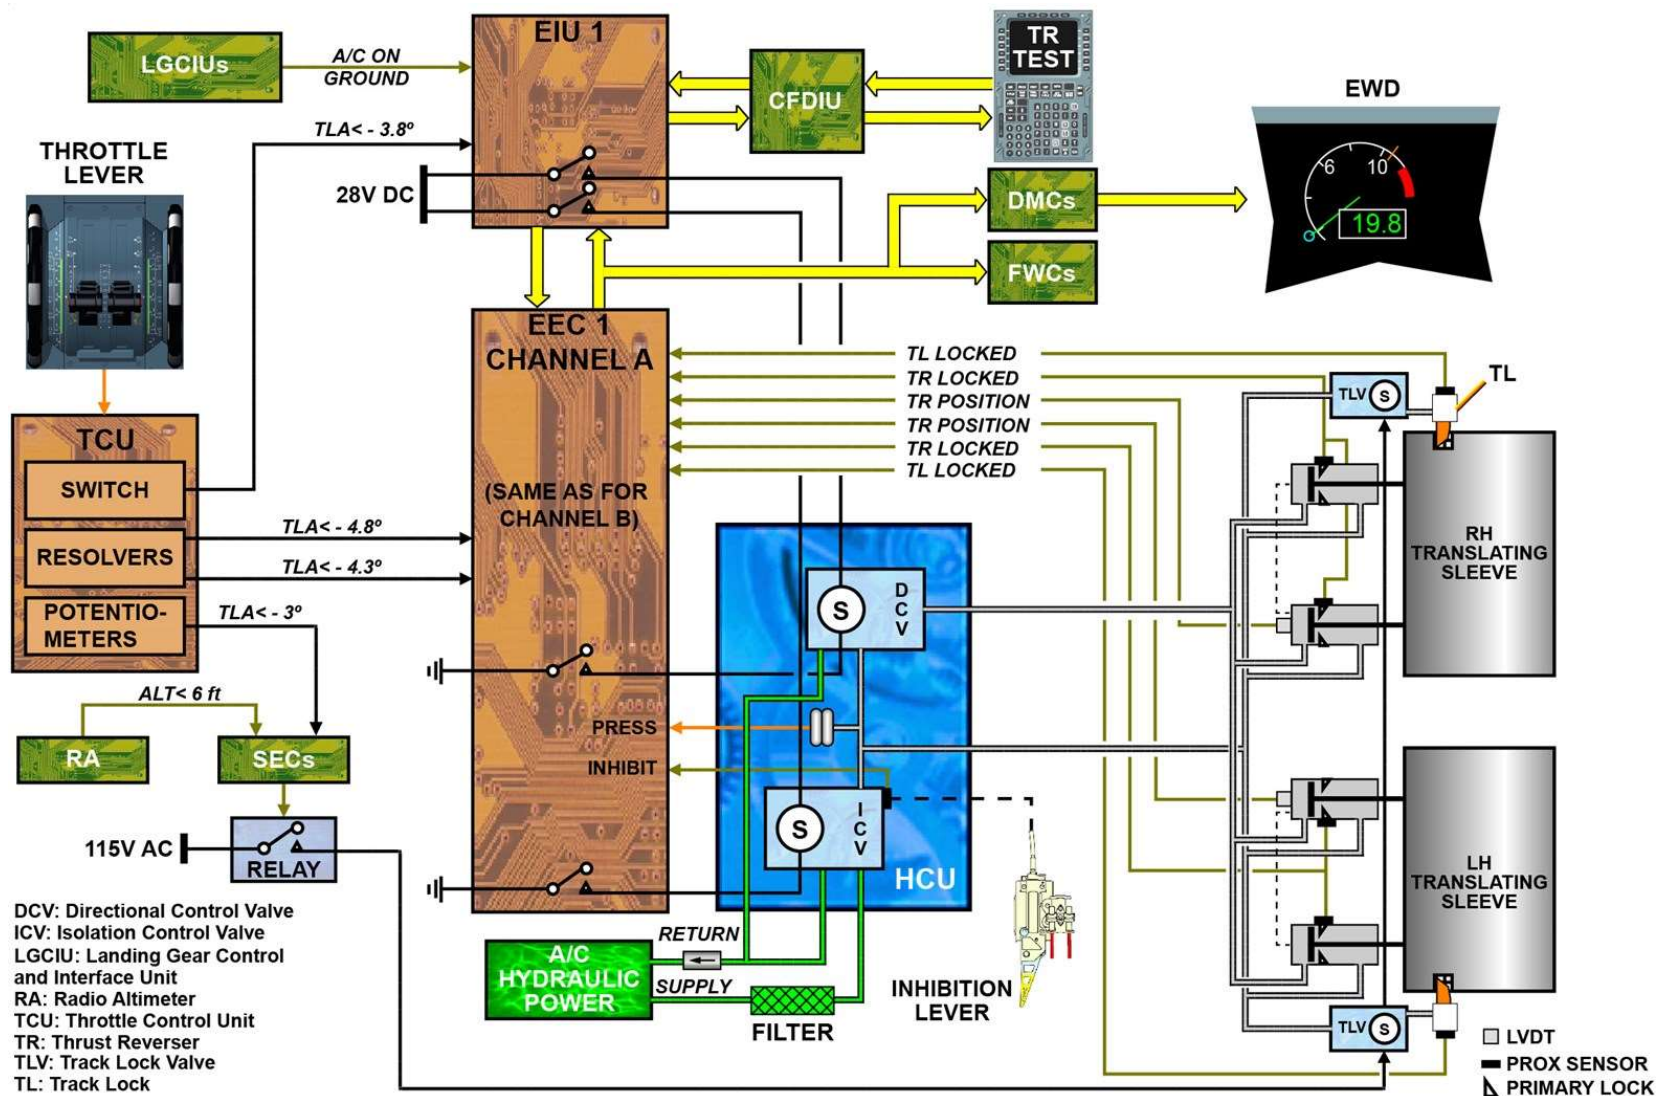 EIU 1
LGCIUs
A/C ON
GROUND
TLA< - 3.8º
28V DC
CFDIU
TR
TEST
EWD
6
10
19.8
DMCs
FWCs
THROTTLE
LEVER
TCU
SWITCH
RESOLVERS
POTENTIO-
METERS
TLA< - 4.8º
TLA< - 4.3º
TLA< - 3º
EEC 1
CHANNEL A
(SAME AS FOR
CHANNEL B)
PRESS
INHIBIT
TL LOCKED
TR LOCKED
TR POSITION
TR POSITION
TR LOCKED
TL LOCKED
TLV
S
TL
RH
TRANSLATING
SLEEVE
S
D
C
V
S
I
C
V
HCU
ALT< 6 ft
RA
SECs
115V AC
RELAY
LH
TRANSLATING
SLEEVE
TLV
S
A/C
HYDRAULIC
POWER
RETURN
SUPPLY
FILTER
INHIBITION
LEVER
DCV: Directional Control Valve
ICV: Isolation Control Valve
LGCIU: Landing Gear Control
and Interface Unit
RA: Radio Altimeter
TCU: Throttle Control Unit
TR: Thrust Reverser
TLV: Track Lock Valve
TL: Track Lock
LVDT
PROX SENSOR
PRIMARY LOCK